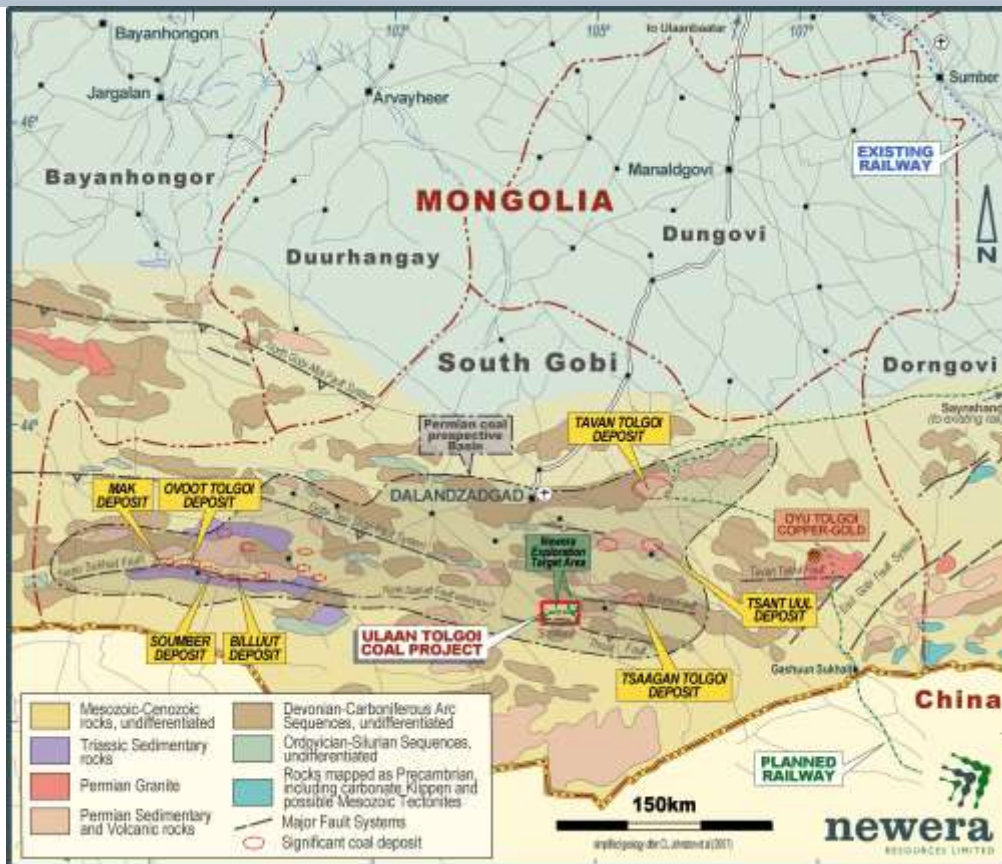 103°
105°
to Ulaanbaatar
107°
Bayanhongon
Sumber
Jargalan
Arvayheer
46°
EXISTING
RAILWAY
Manaldgovi
Bayanhongor
MONGOLIA
Dungovi
N
Duurhangay
South Gobi
Dorngovi
Saynshand
44°
Permian coal
prospective
Basin
TAVAN TOLGOI
DEPOSIT
MAK
DEPOSIT
OVOOT TOLGOI
DEPOSIT
DALANDZADGAD
OYU TOLGOI
COPPER-GOLD
Newera
Exploration
Target Area
TSANT UUL
DEPOSIT
SOUMBER
DEPOSIT
BILLUUT
DEPOSIT
ULAAN TOLGOI
COAL PROJECT
TSAAGAN TOLGOI
DEPOSIT
Gashuun Sukhait
China
Mesozoic-Cenozoic
rocks, undifferentiated
Triassic Sedimentary
rocks
Permian Granite
Permian Sedimentary
and Volcanic rocks
Devonian-Carboniferous Arc
Sequences, undifferentiated
Ordovician-Silurian Sequences,
undifferentiated
Rocks mapped as Precambrian,
including carbonate Klippen and
possible Mesozoic Tectonites
Major Fault Systems
Significant coal deposit
PLANNED
RAILWAY
150km
newera
RESOURCES LIMITED